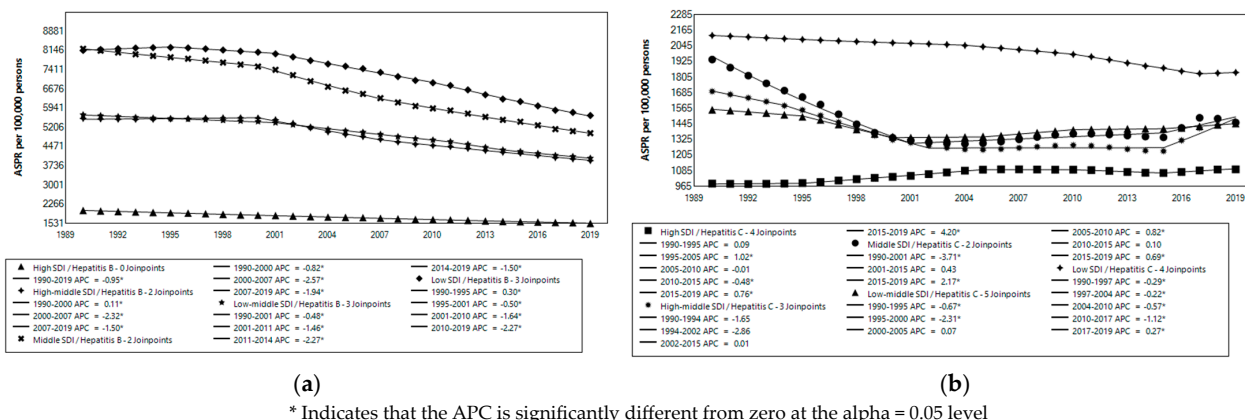 ASPR per 100,000 persons
8881
8146
7411
6676
5941
5206
4471
3736
3001
2266
1531
1989 1992 1995 1998 2001 2004 2007 2010 2013 2016 2019
High SDI / Hepatitis B - 0 Joinpoints
1990-2019 APC = -0.95*
High-middle SDI / Hepatitis B - 2 Joinpoints
1990-2000 APC = 0.11*
2000-2007 APC = -2.32*
2007-2019 APC = -1.50*
Middle SDI / Hepatitis B - 2 Joinpoints
1990-2000 APC = -0.82*
2000-2007 APC = -2.57*
2007-2019 APC = -1.94*
Low-middle SDI / Hepatitis B - 3 Joinpoints
1990-2001 APC = -0.48*
2001-2011 APC = -1.46*
2011-2014 APC = -2.27*
2014-2019 APC = -1.50*
Low SDI / Hepatitis B - 3 Joinpoints
1990-1995 APC = 0.30*
1995-2001 APC = -0.50*
2001-2010 APC = -1.64*
2010-2019 APC = -2.27*
(a)
ASPR per 100,000 persons
2285
2165
2045
1925
1805
1685
1565
1445
1325
1205
1085
965
1989 1992 1995 1998 2001 2004 2007 2010 2013 2016 2019
High SDI / Hepatitis C - 4 Joinpoints
1990-1995 APC = 0.09
1995-2005 APC = 1.02*
2005-2010 APC = -0.01
2010-2015 APC = -0.48*
2015-2019 APC = 0.76*
High-middle SDI / Hepatitis C - 3 Joinpoints
1990-1994 APC = -1.65
1994-2002 APC = -2.86
2002-2015 APC = 0.01
2015-2019 APC = 4.20*
Middle SDI / Hepatitis C - 2 Joinpoints
1990-2001 APC = -3.71*
2001-2015 APC = 0.43
2015-2019 APC = 2.17*
Low-middle SDI / Hepatitis C - 5 Joinpoints
1990-1995 APC = -0.67*
1995-2000 APC = -2.31*
2000-2005 APC = 0.07
2005-2010 APC = 0.82*
2010-2015 APC = 0.10
2015-2019 APC = 0.69*
Low SDI / Hepatitis C - 4 Joinpoints
1990-1997 APC = -0.29*
1997-2004 APC = -0.22*
2004-2010 APC = -0.57*
2010-2017 APC = -1.12*
2017-2019 APC = 0.27*
(b)
* Indicates that the APC is significantly different from zero at the alpha = 0.05 level